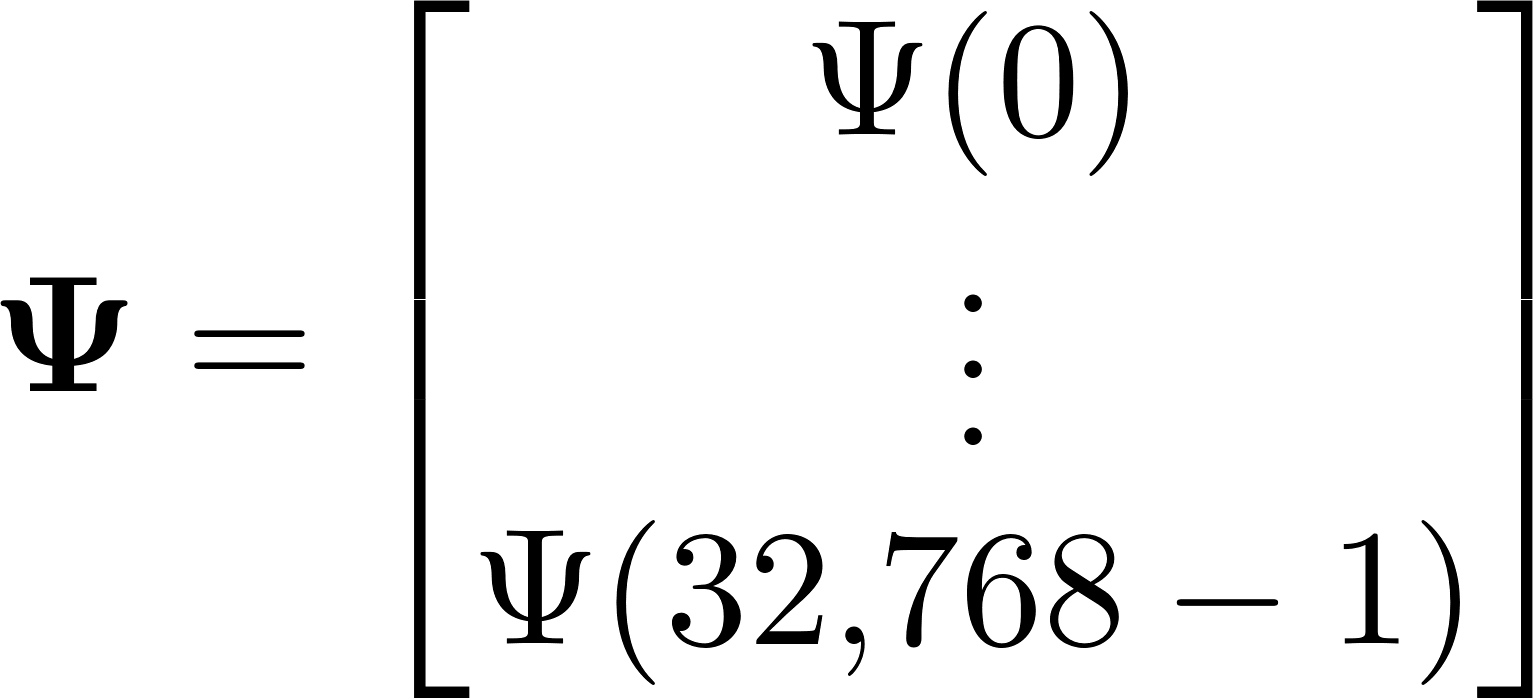 Ψ(0)
𝚿 = ⋮
Ψ(32,768 − 1)